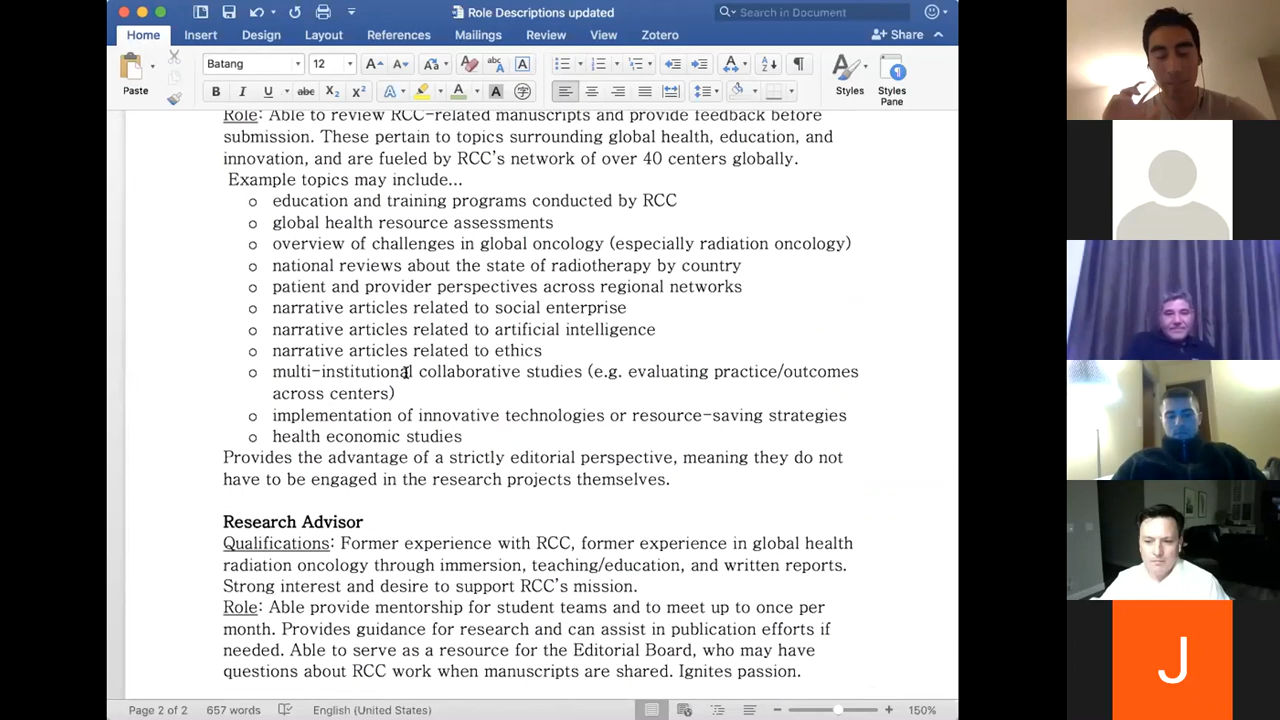 Role Descriptions updated
Search in Document
Home Insert Design Layout References Mailings Review View Zotero Share
Paste Batang 12 Styles Styles Pane
Role: Able to review RCC-related manuscripts and provide feedback before
submission. These pertain to topics surrounding global health, education, and
innovation, and are fueled by RCC's network of over 40 centers globally.
Example topics may include...
o education and training programs conducted by RCC
o global health resource assessments
o overview of challenges in global oncology (especially radiation oncology)
o national reviews about the state of radiotherapy by country
o patient and provider perspectives across regional networks
o narrative articles related to social enterprise
o narrative articles related to artificial intelligence
o narrative articles related to ethics
o multi-institutional collaborative studies (e.g. evaluating practice/outcomes
across centers)
o implementation of innovative technologies or resource-saving strategies
o health economic studies
Provides the advantage of a strictly editorial perspective, meaning they do not
have to be engaged in the research projects themselves.
Research Advisor
Qualifications: Former experience with RCC, former experience in global health
radiation oncology through immersion, teaching/education, and written reports.
Strong interest and desire to support RCC's mission.
Role: Able provide mentorship for student teams and to meet up to once per
month. Provides guidance for research and can assist in publication efforts if
needed. Able to serve as a resource for the Editorial Board, who may have
questions about RCC work when manuscripts are shared. Ignites passion.
Page 2 of 2 657 words English (United States) 150%
J